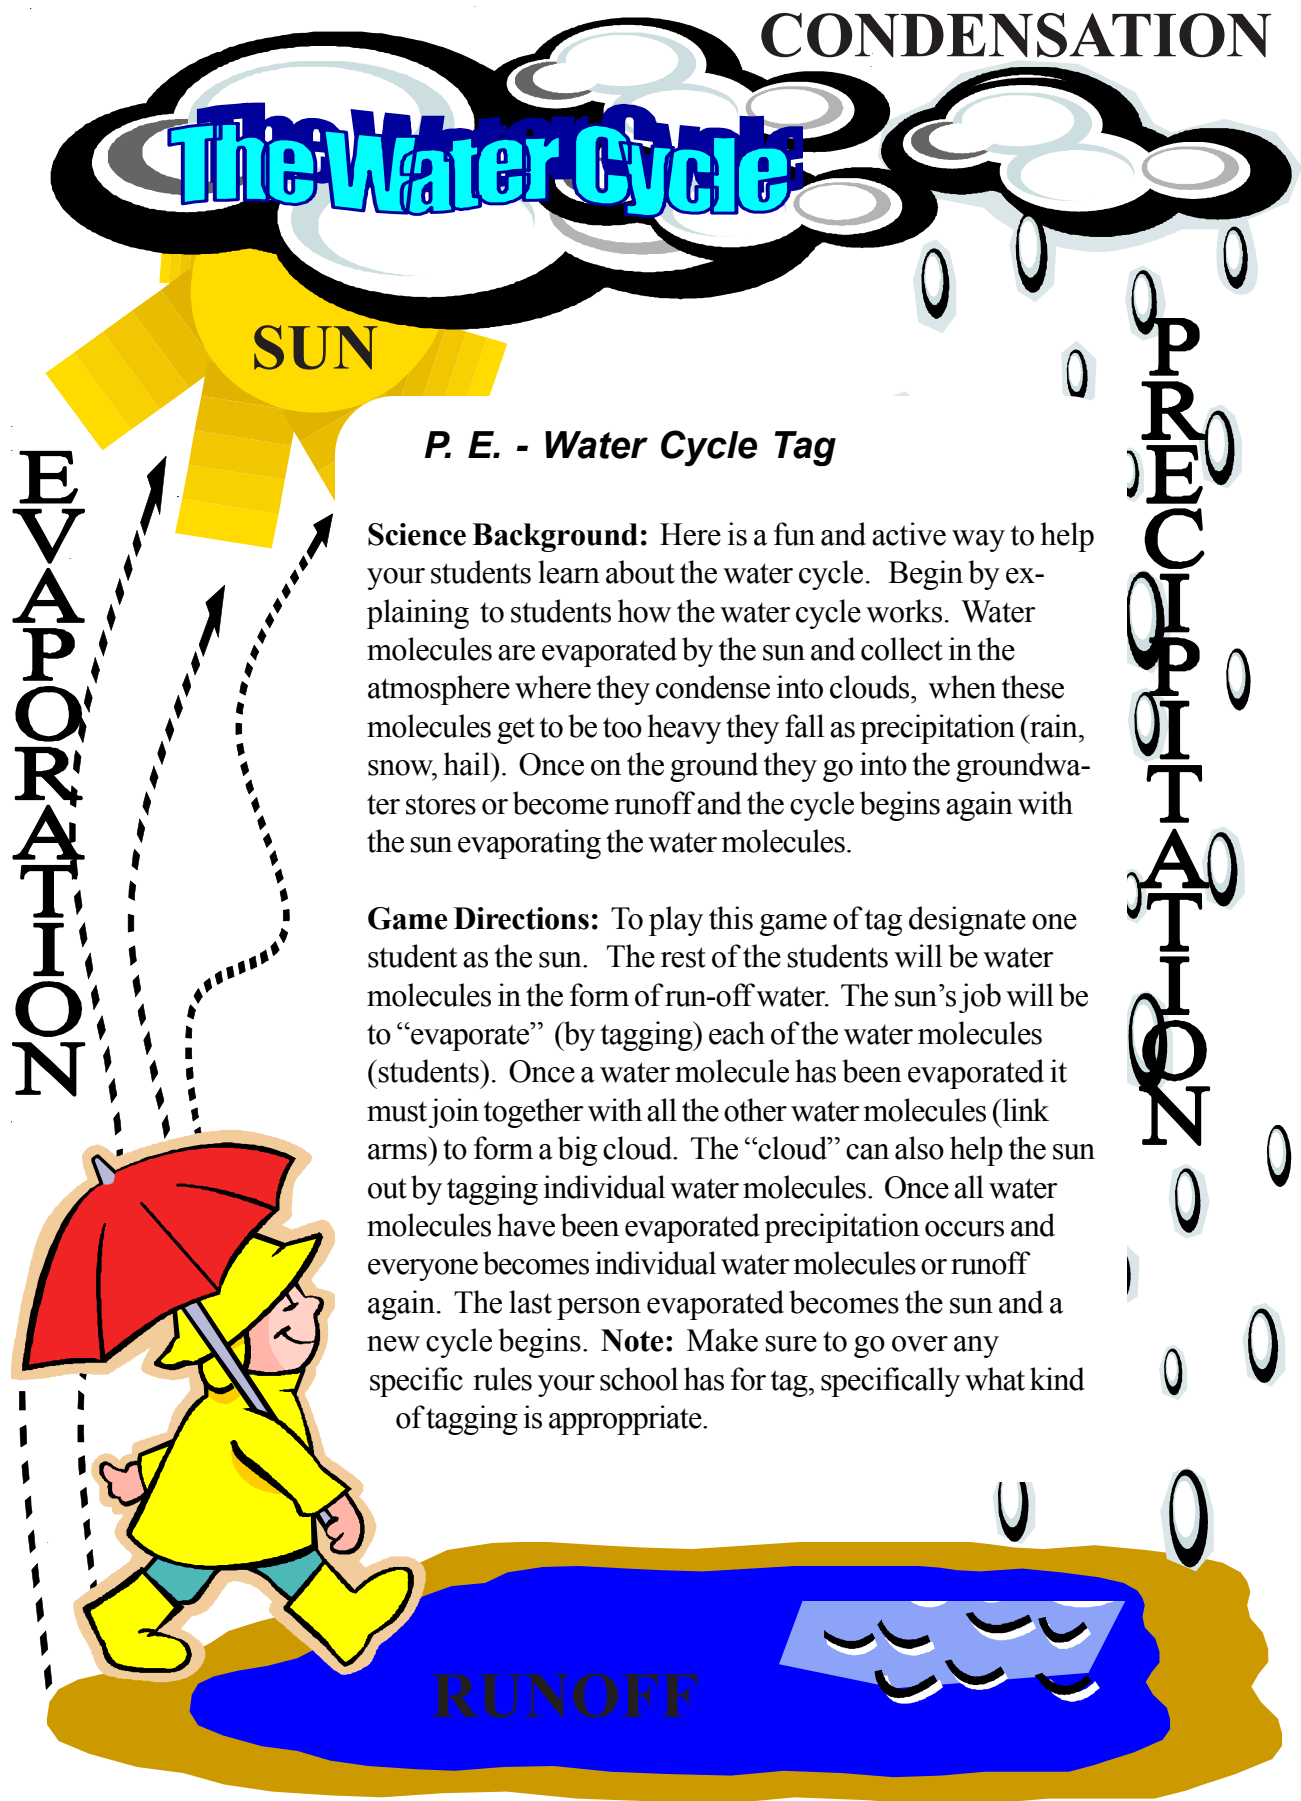 CONDENSATION
The Water Cycle
SUN
EVAPORATION
PRECIPITATION
P. E. - Water Cycle Tag
Science Background: Here is a fun and active way to help
your students learn about the water cycle. Begin by ex-
plaining to students how the water cycle works. Water
molecules are evaporated by the sun and collect in the
atmosphere where they condense into clouds, when these
molecules get to be too heavy they fall as precipitation (rain,
snow, hail). Once on the ground they go into the groundwa-
ter stores or become runoff and the cycle begins again with
the sun evaporating the water molecules.
Game Directions: To play this game of tag designate one
student as the sun. The rest of the students will be water
molecules in the form of run-off water. The sun's job will be
to “evaporate” (by tagging) each of the water molecules
(students). Once a water molecule has been evaporated it
must join together with all the other water molecules (link
arms) to form a big cloud. The “cloud” can also help the sun
out by tagging individual water molecules. Once all water
molecules have been evaporated precipitation occurs and
everyone becomes individual water molecules or runoff
again. The last person evaporated becomes the sun and a
new cycle begins. Note: Make sure to go over any
specific rules your school has for tag, specifically what kind
of tagging is approppriate.
RUNOFF